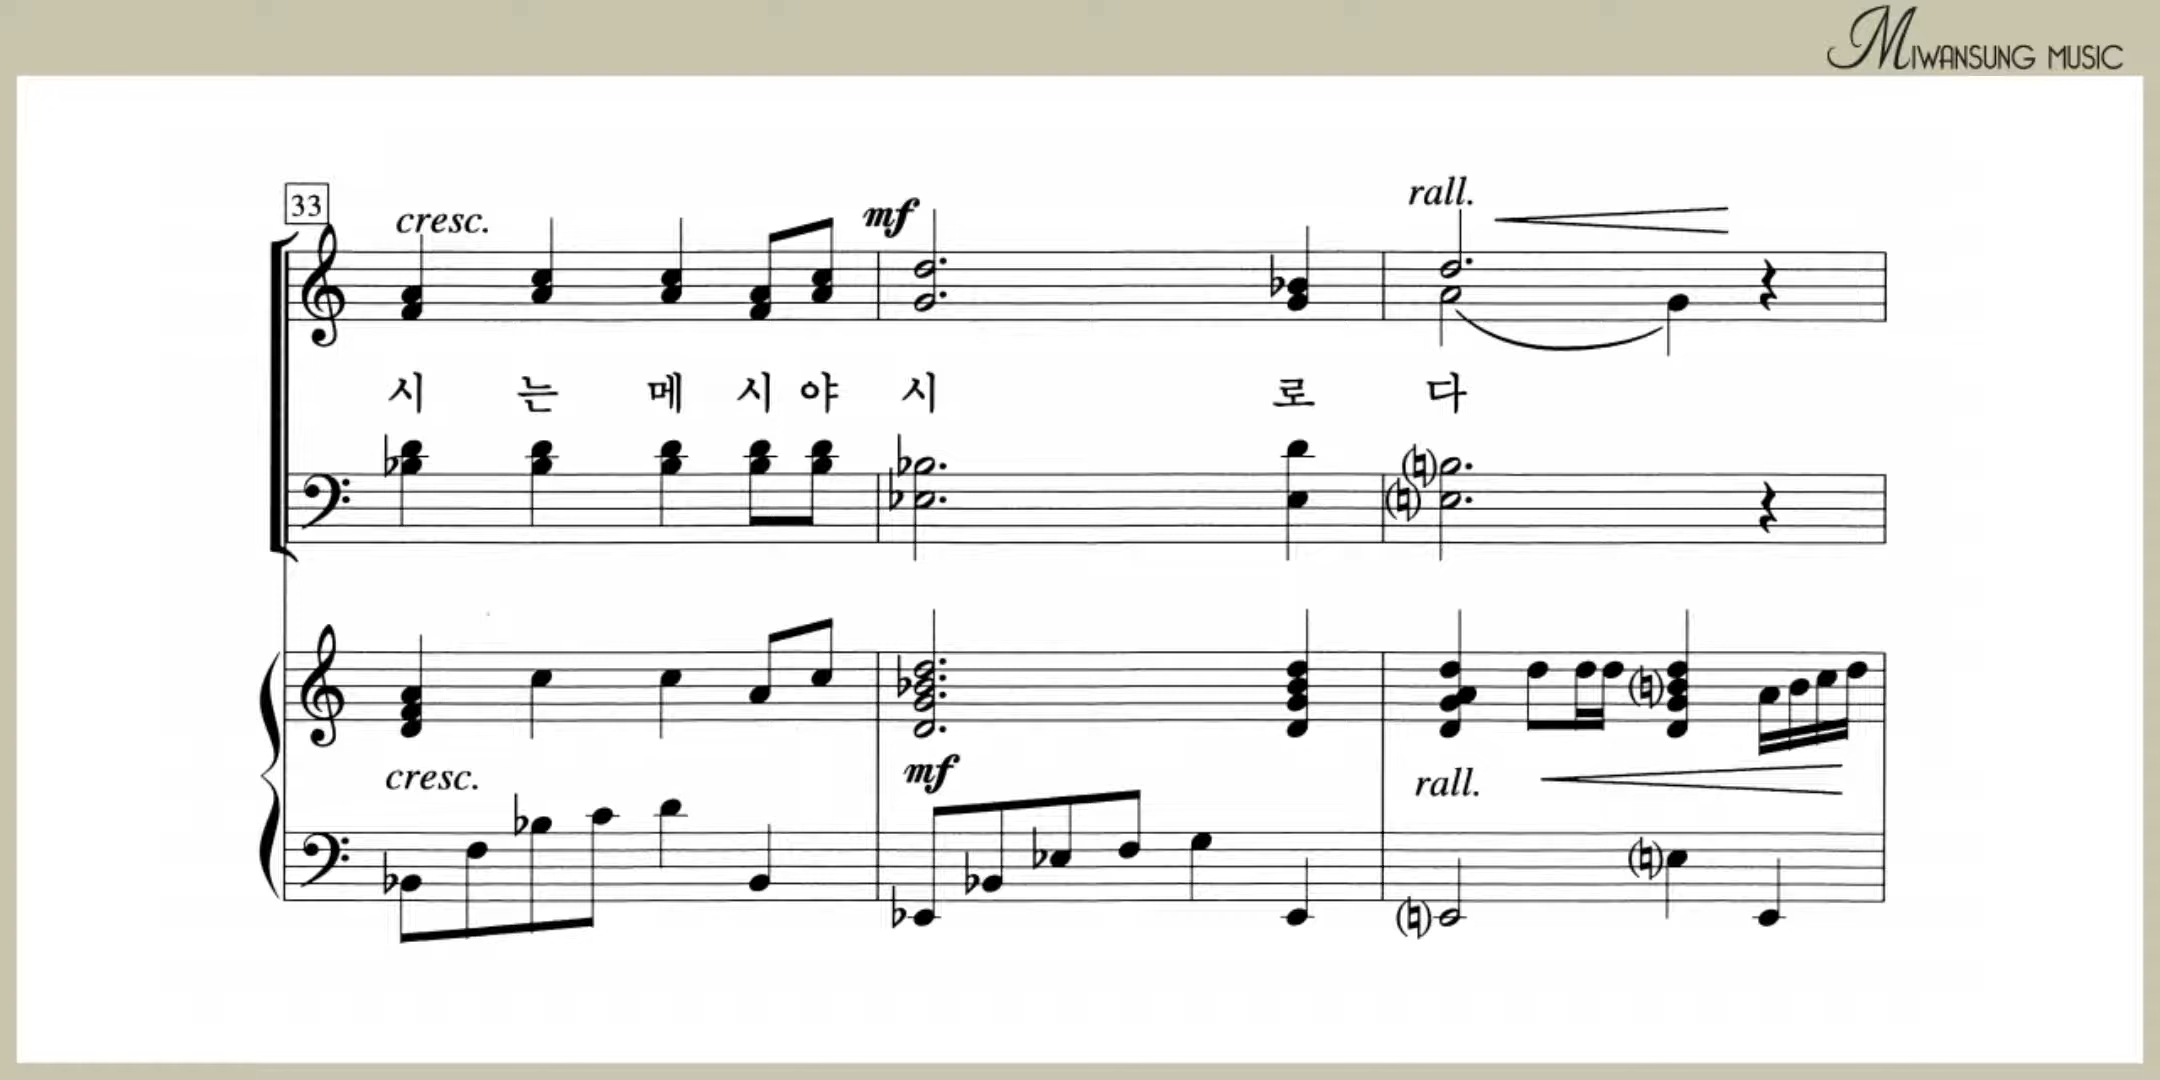 MIWANSUNG MUSIC
33
cresc.
mf
rall.
시 는 메 시 야 시 로 다
cresc.
mf
rall.